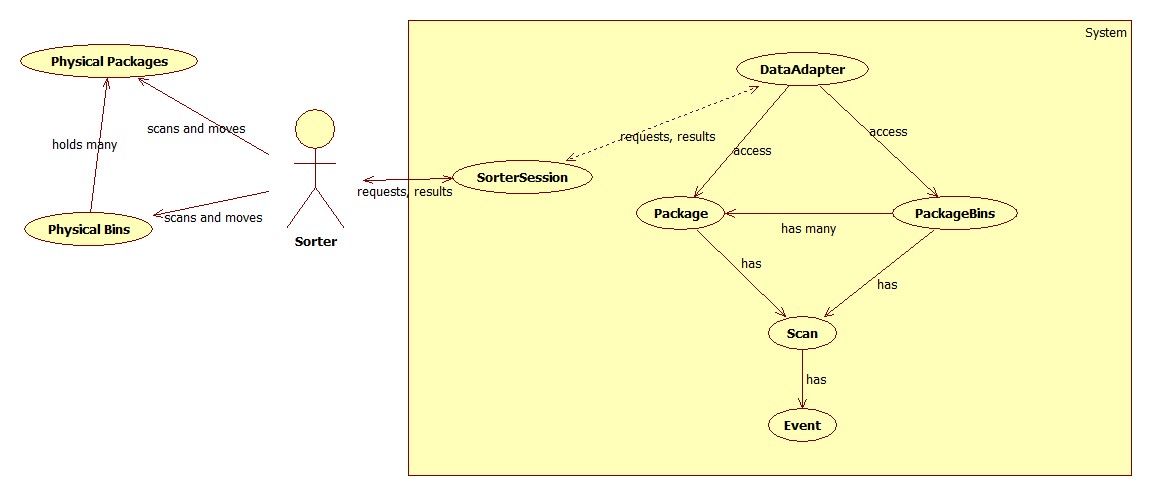 System
Physical Packages
DataAdapter
scans and moves
holds many
requests, results
access
access
SorterSession
requests, results
Package
PackageBins
scans and moves
Physical Bins
has many
Sorter
has
has
Scan
has
Event